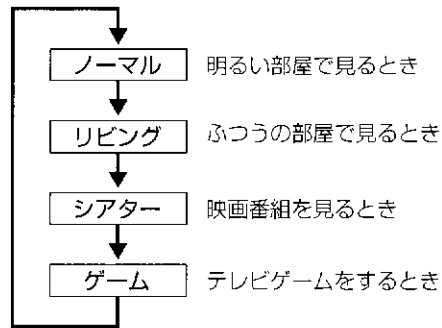 ノーマル 明るい部屋で見るとき
リビング ふつうの部屋で見るとき
シアター 映画番組を見るとき
ゲーム テレビゲームをするとき